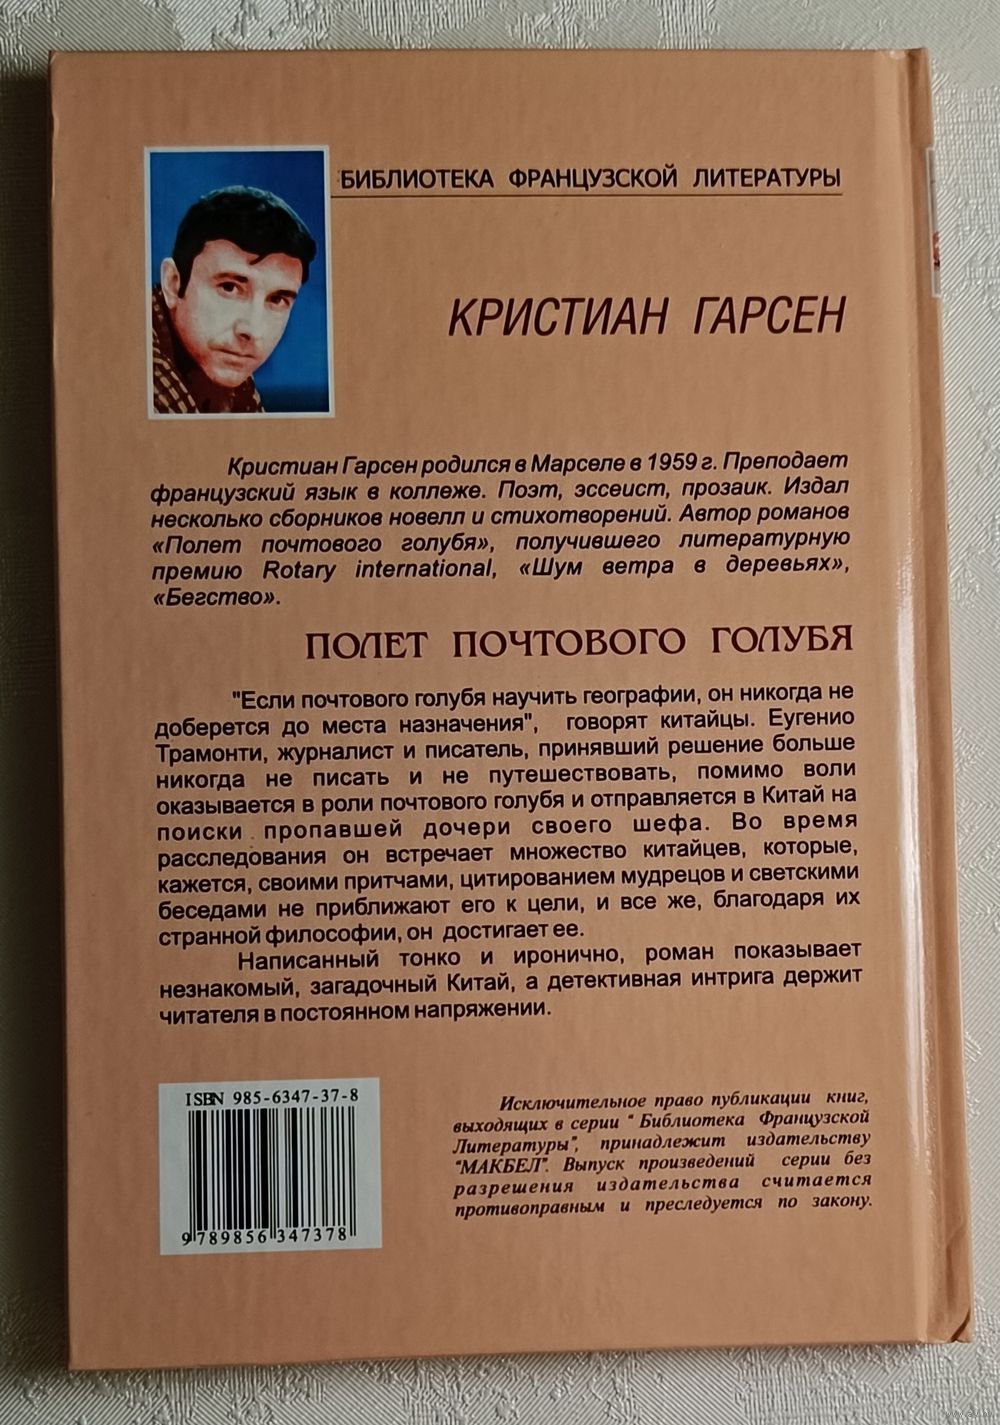 БИБЛИОТЕКА ФРАНЦУЗСКОЙ ЛИТЕРАТУРЫ
КРИСТИАН ГАРСЕН
Кристиан Гарсен родился в Марселе в 1959 г. Преподает
французский язык в коллеже. Поэт, эссеист, прозаик. Издал
несколько сборников новелл и стихотворений. Автор романов
«Полет почтового голубя», получившего литературную
премию Rotary international, «Шум ветра в деревьях»,
«Бегство».
ПОЛЕТ ПОЧТОВОГО ГОЛУБЯ
"Если почтового голубя научить географии, он никогда не
доберется до места назначения", говорят китайцы. Еугенио
Трамонти, журналист и писатель, принявший решение больше
никогда не писать и не путешествовать, помимо воли
оказывается в роли почтового голубя и отправляется в Китай на
поиски пропавшей дочери своего шефа. Во время
расследования он встречает множество китайцев, которые,
кажется, своими притчами, цитированием мудрецов и светскими
беседами не приближают его к цели, и все же, благодаря их
странной философии, он достигает ее.
Написанный тонко и иронично, роман показывает
незнакомый, загадочный Китай, а детективная интрига держит
читателя в постоянном напряжении.
ISBN 985-6347-37-8
9 789856 347378
Исключительное право публикации книг,
выходящих в серии " Библиотека Французской
Литературы", принадлежит издательству
"МАКБЕЛ". Выпуск произведений серии без
разрешения издательства считается
противоправным и преследуется по закону.